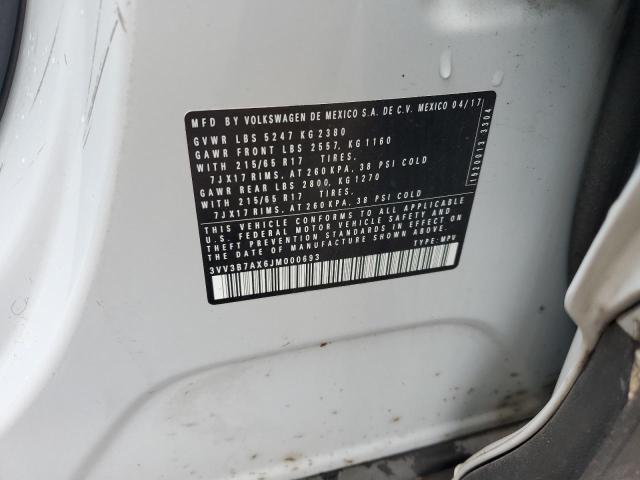 MFD BY VOLKSWAGEN DE MEXICO S.A. DE C.V. MEXICO 04/17
GVWR LBS 5247 KG 2380
GAWR FRONT LBS 2557, KG 1160
WITH 215/65 R17 TIRES.
7JX17 RIMS, AT 260 KPA, 38 PSI COLD
GAWR REAR LBS 2800, KG 1270
WITH 215/65 R17 TIRES.
7JX17 RIMS, AT 260 KPA, 38 PSI COLD
THIS VEHICLE CONFORMS TO ALL APPLICABLE
U.S. FEDERAL MOTOR VEHICLE SAFETY AND
THEFT PREVENTION STANDARDS IN EFFECT ON
THE DATE OF MANUFACTURE SHOWN ABOVE.
3VV3B7AX6JM000693 TYPE: MPV
1520013 3304